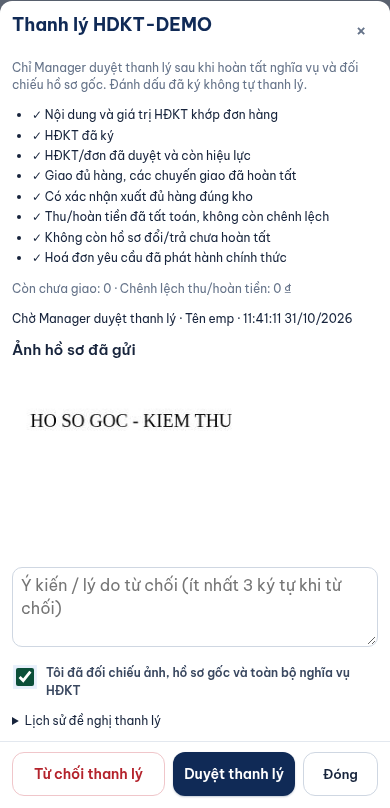 Thanh lý HDKT-DEMO
×
Chỉ Manager duyệt thanh lý sau khi hoàn tất nghĩa vụ và đối
chiếu hồ sơ gốc. Đánh dấu đã ký không tự thanh lý.
• ✓ Nội dung và giá trị HĐKT khớp đơn hàng
• ✓ HĐKT đã ký
• ✓ HĐKT/đơn đã duyệt và còn hiệu lực
• ✓ Giao đủ hàng, các chuyến giao đã hoàn tất
• ✓ Có xác nhận xuất đủ hàng đúng kho
• ✓ Thu/hoàn tiền đã tất toán, không còn chênh lệch
• ✓ Không còn hồ sơ đổi/trả chưa hoàn tất
• ✓ Hoá đơn yêu cầu đã phát hành chính thức
Còn chưa giao: 0 · Chênh lệch thu/hoàn tiền: 0 ₫
Chờ Manager duyệt thanh lý · Tên emp · 11:41:11 31/10/2026
Ảnh hồ sơ đã gửi
HO SO GOC - KIEM THU
Ý kiến / lý do từ chối (ít nhất 3 ký tự khi từ
chối)
Tôi đã đối chiếu ảnh, hồ sơ gốc và toàn bộ nghĩa vụ
HĐKT
Lịch sử đề nghị thanh lý
Từ chối thanh lý
Duyệt thanh lý
Đóng